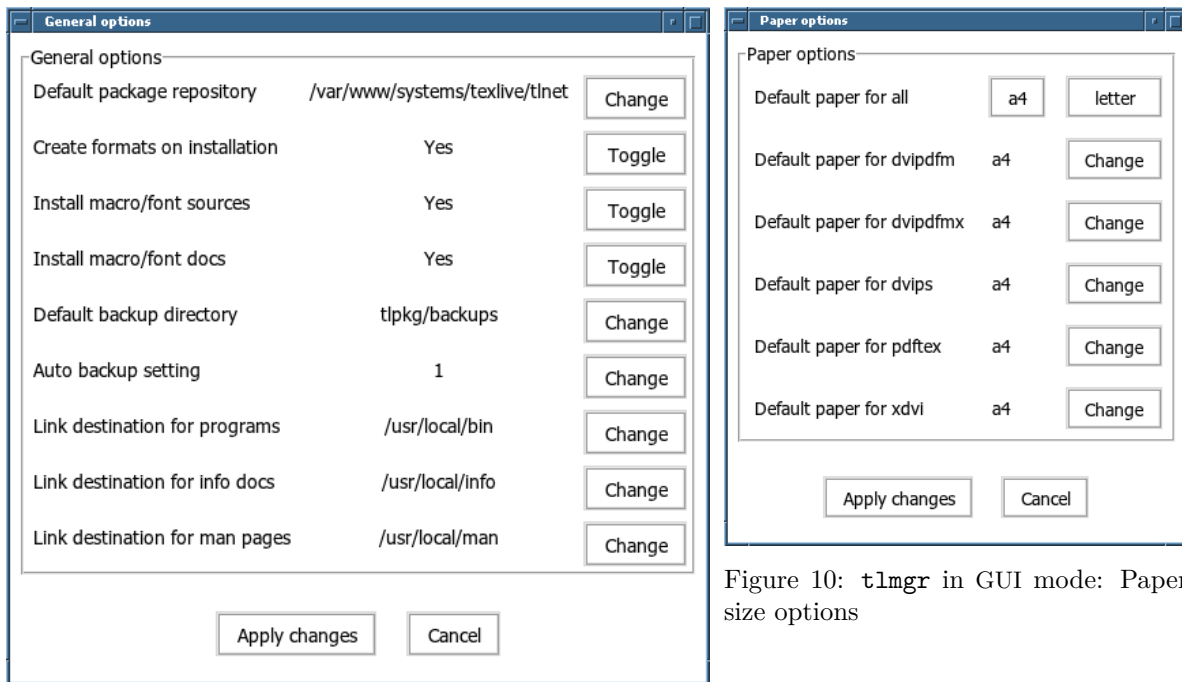 General options
General options
Default package repository /var/www/systems/texlive/tlnet Change
Create formats on installation Yes Toggle
Install macro/font sources Yes Toggle
Install macro/font docs Yes Toggle
Default backup directory tlpkg/backups Change
Auto backup setting 1 Change
Link destination for programs /usr/local/bin Change
Link destination for info docs /usr/local/info Change
Link destination for man pages /usr/local/man Change
Apply changes Cancel
Paper options
Paper options
Default paper for all a4 letter
Default paper for dvipdfm a4 Change
Default paper for dvipdfmx a4 Change
Default paper for dvips a4 Change
Default paper for pdftex a4 Change
Default paper for xdvi a4 Change
Apply changes Cancel
Figure 10: tlmgr in GUI mode: Paper
size options